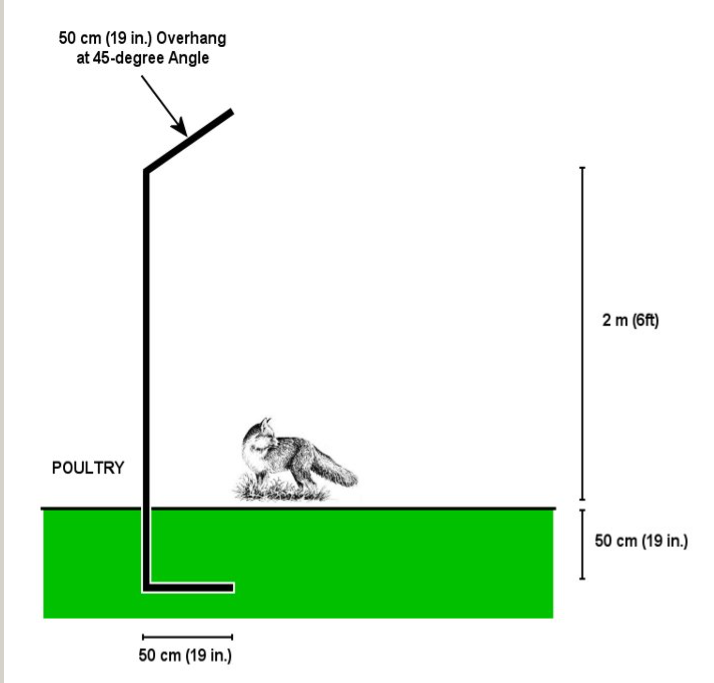 50 cm (19 in.) Overhang
at 45-degree Angle
2 m (6ft)
POULTRY
50 cm (19 in.)
50 cm (19 in.)